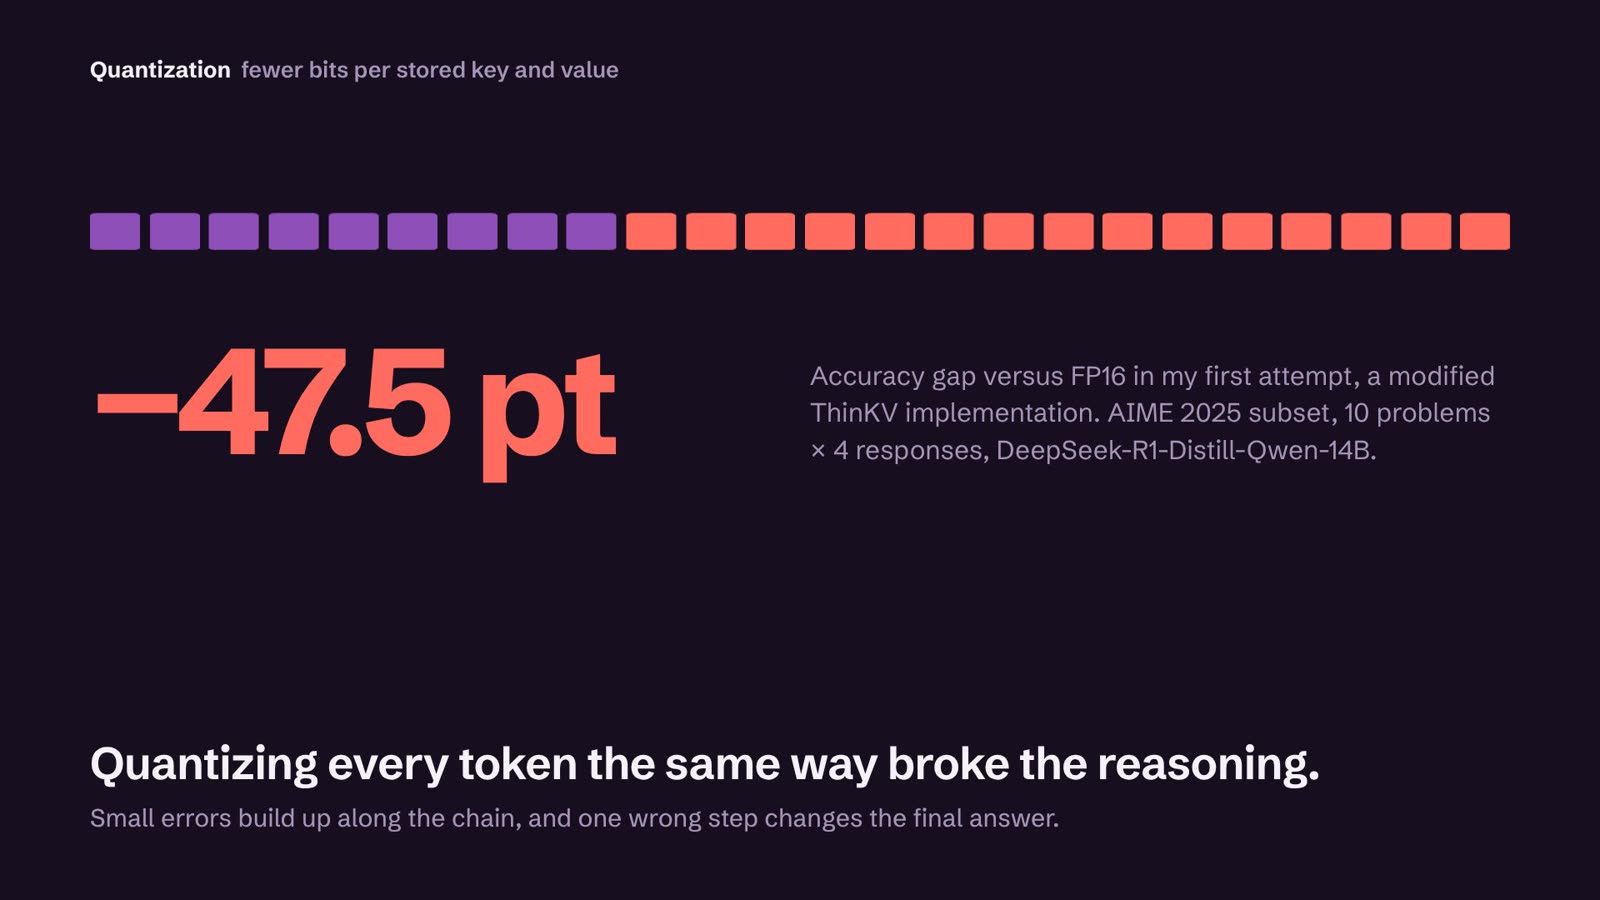 Quantization fewer bits per stored key and value
−47.5 pt
Accuracy gap versus FP16 in my first attempt, a modified
ThinKV implementation. AIME 2025 subset, 10 problems
× 4 responses, DeepSeek-R1-Distill-Qwen-14B.
Quantizing every token the same way broke the reasoning.
Small errors build up along the chain, and one wrong step changes the final answer.